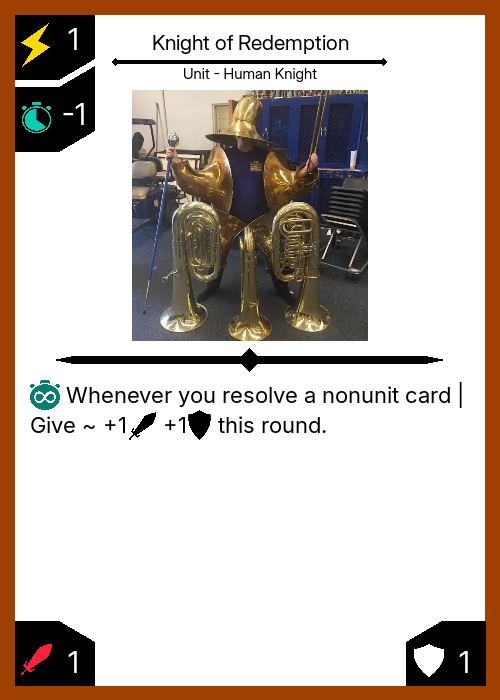 1
Knight of Redemption
Unit - Human Knight
-1
Whenever you resolve a nonunit card |
Give ~ +1 +1 this round.
1
1